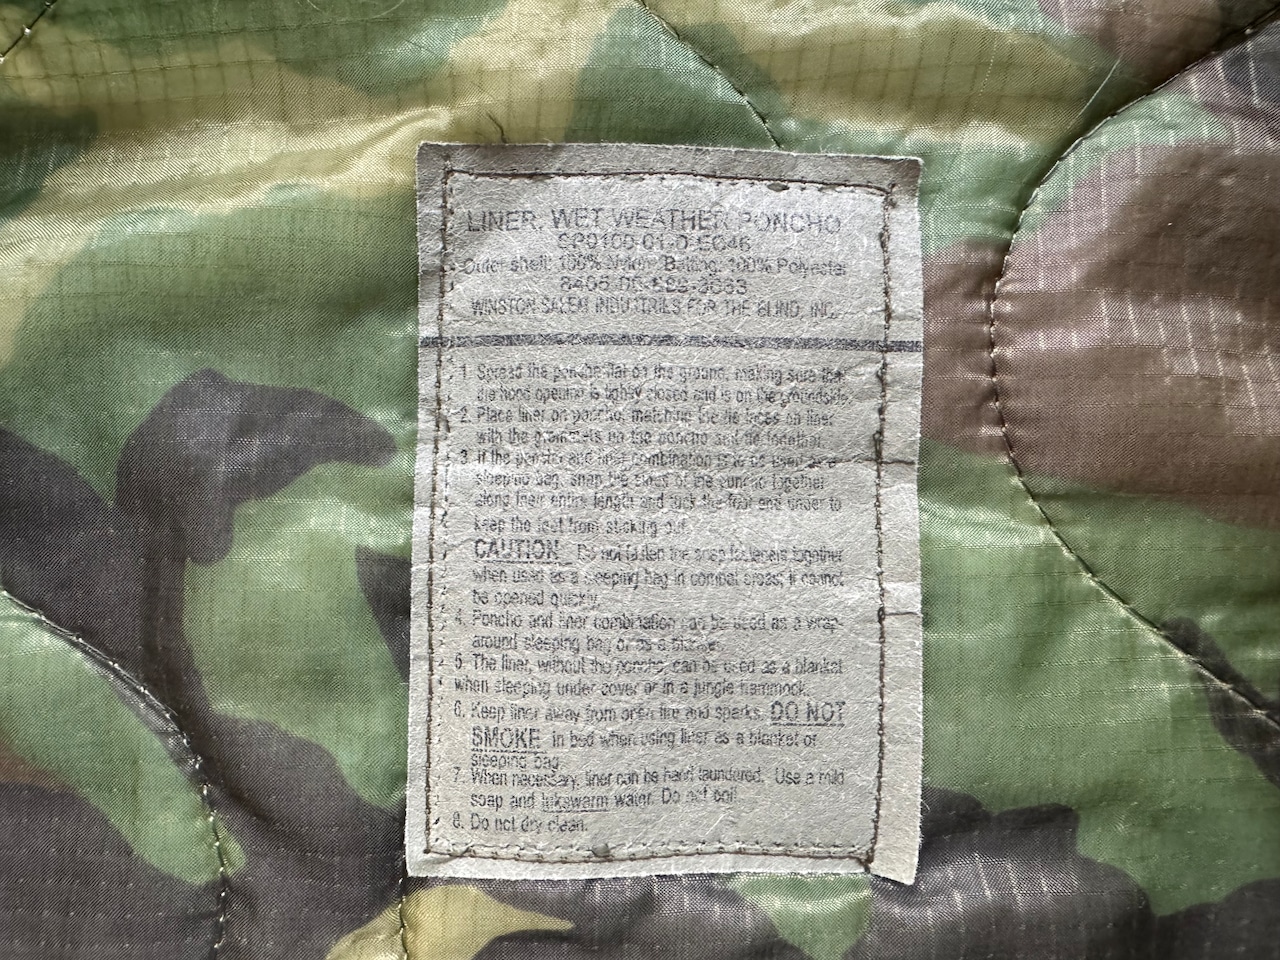 LINER, WET WEATHER PONCHO
SP0100-01-D-S046
Outer shell: 100% Nylon/ Batting: 100% Polyester
8405-00-889-3683
WINSTON-SALEM INDUSTRIES FOR THE BLIND, INC.
1. Spread the poncho flat on the ground, making sure the
the hood opening is tightly closed and is on the groundside.
2. Place liner on poncho, matching the tie laces on liner
with the grommets on the poncho and tie together.
3. If the poncho and liner combination is to be used as a
sleeping bag, snap the sides of the poncho together
along their entire length and tuck the foot end under to
keep the feet from sticking out.
CAUTION Do not fasten the snap fasteners together
when used as a sleeping bag in combat areas; it cannot
be opened quickly.
4. Poncho and liner combination can be used as a wrap-
around sleeping bag or as a blanket.
5. The liner, without the poncho, can be used as a blanket
when sleeping under cover or in a jungle hammock.
6. Keep liner away from open fire and sparks. DO NOT
SMOKE in bed when using liner as a blanket or
sleeping bag.
7. When necessary, liner can be hand laundered. Use a mild
soap and lukewarm water. Do not boil.
8. Do not dry clean.